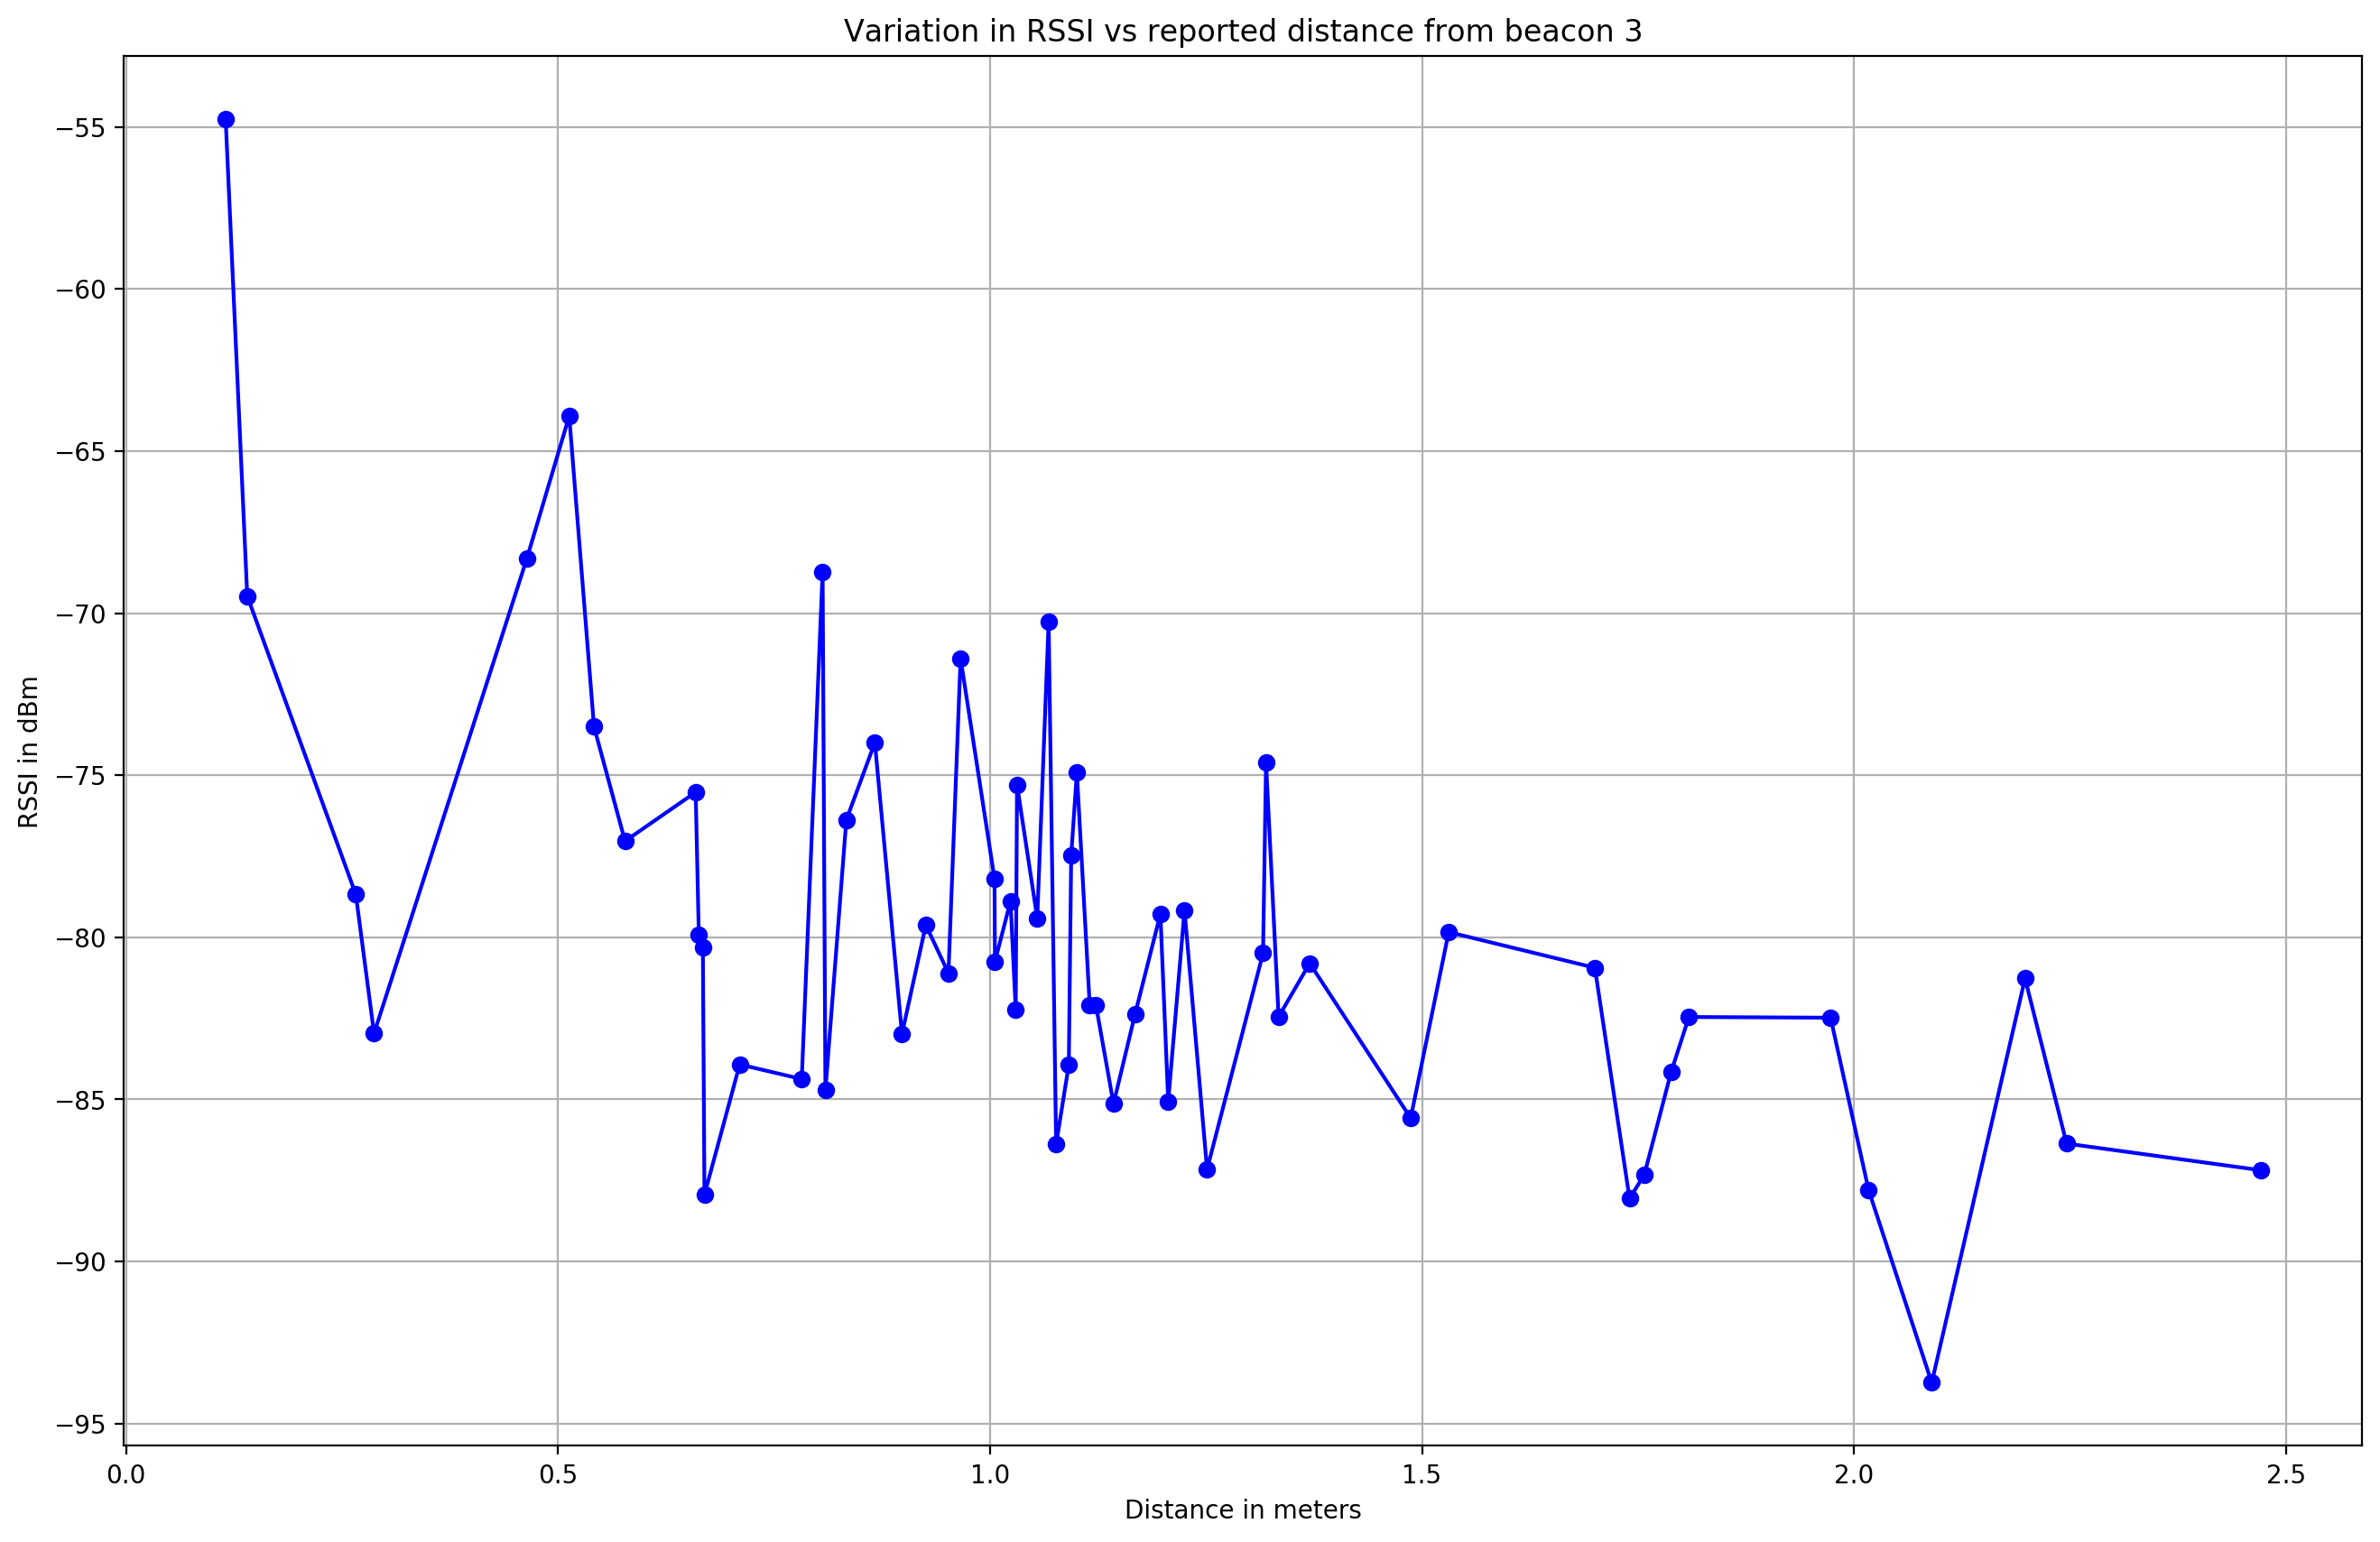 Variation in RSSI vs reported distance from beacon 3
−55
−60
−65
−70
−75
−80
−85
−90
−95
RSSI in dBm
0.0 0.5 1.0 1.5 2.0 2.5
Distance in meters